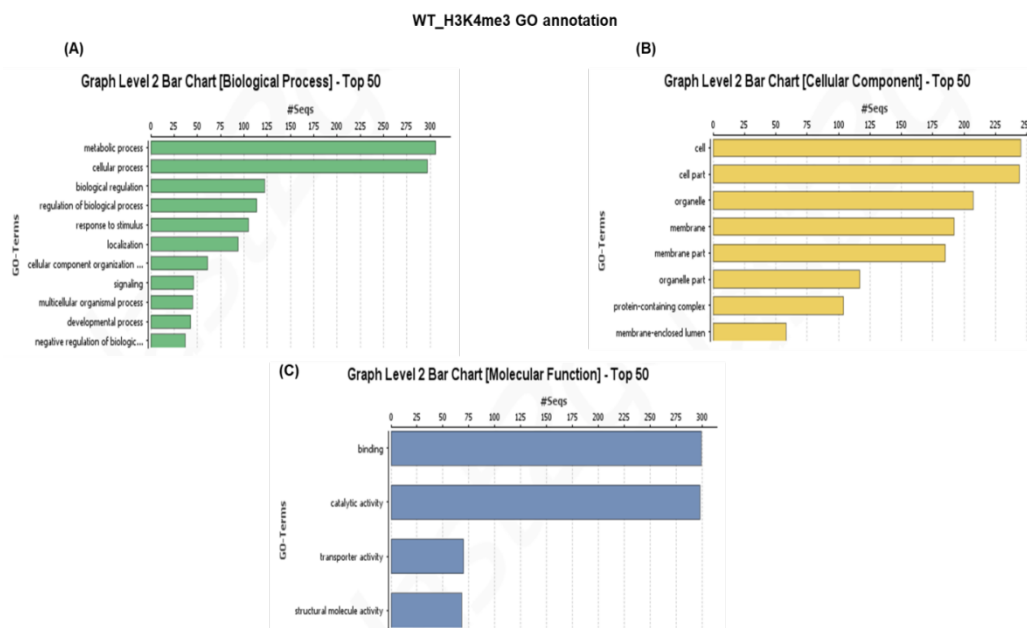 WT_H3K4me3 GO annotation
(A)
Graph Level 2 Bar Chart [Biological Process] - Top 50
#Seqs
0 25 50 75 100 125 150 175 200 225 250 275 300
GO-Terms
metabolic process
cellular process
biological regulation
regulation of biological process
response to stimulus
localization
cellular component organization ...
signaling
multicellular organismal process
developmental process
negative regulation of biologic...
(B)
Graph Level 2 Bar Chart [Cellular Component] - Top 50
#Seqs
0 25 50 75 100 125 150 175 200 225 25
GO-Terms
cell
cell part
organelle
membrane
membrane part
organelle part
protein-containing complex
membrane-enclosed lumen
(C)
Graph Level 2 Bar Chart [Molecular Function] - Top 50
#Seqs
0 25 50 75 100 125 150 175 200 225 250 275 300
GO-Terms
binding
catalytic activity
transporter activity
structural molecule activity